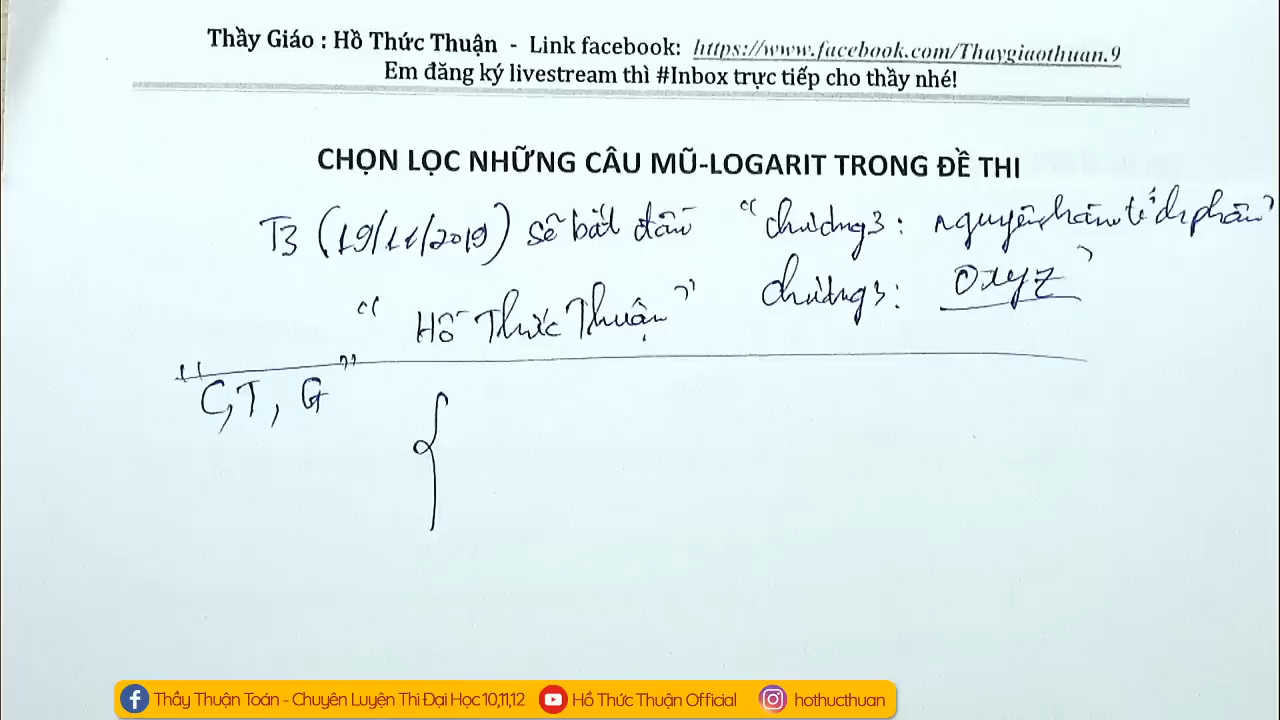 Thầy Giáo : Hồ Thức Thuận - Link facebook: https://www.facebook.com/Thaygiaothuan.9
Em đăng ký livestream thì #Inbox trực tiếp cho thầy nhé!
CHỌN LỌC NHỮNG CÂU MŨ-LOGARIT TRONG ĐỀ THI
T3 (19/11/2019) sẽ bắt đầu "chương 3: nguyên hàm tích phân"
"Hồ Thức Thuận" chương 3: Oxyz"
"C, T, G" {
Thầy Thuận Toán - Chuyên Luyện Thi Đại Học 10,11,12 Hồ Thức Thuận Official hothucthuan